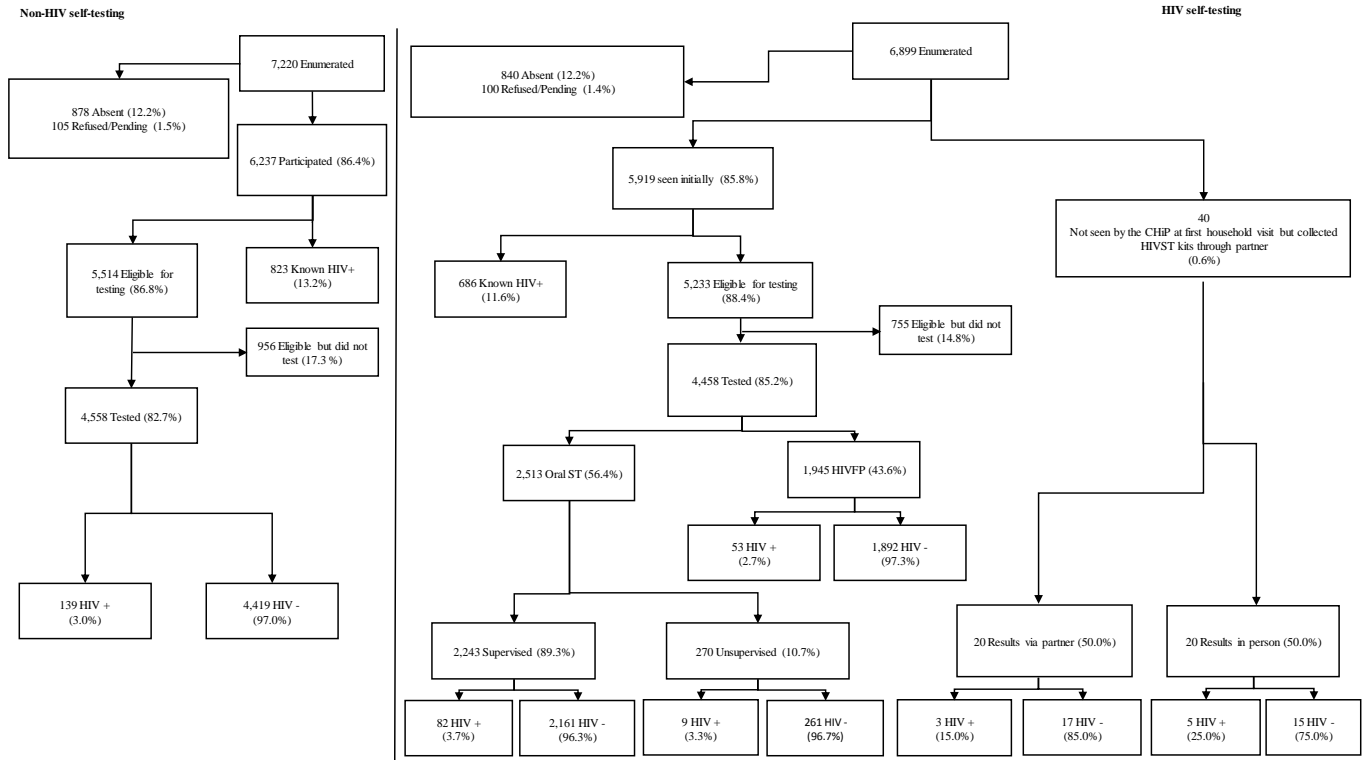 Non-HIV self-testing
7,220 Enumerated
878 Absent (12.2%)
105 Refused/Pending (1.5%)
6,237 Participated (86.4%)
5,514 Eligible for
testing (86.8%)
823 Known HIV+
(13.2%)
956 Eligible but did not
test (17.3 %)
4,558 Tested (82.7%)
139 HIV +
(3.0%)
4,419 HIV -
(97.0%)
HIV self-testing
6,899 Enumerated
840 Absent (12.2%)
100 Refused/Pending (1.4%)
5,919 seen initially (85.8%)
40
Not seen by the CHiP at first household visit but collected
HIVST kits through partner
(0.6%)
686 Known HIV+
(11.6%)
5,233 Eligible for testing
(88.4%)
755 Eligible but did not
test (14.8%)
4,458 Tested (85.2%)
2,513 Oral ST (56.4%)
1,945 HIVFP (43.6%)
53 HIV +
(2.7%)
1,892 HIV -
(97.3%)
2,243 Supervised (89.3%)
270 Unsupervised (10.7%)
20 Results via partner (50.0%)
20 Results in person (50.0%)
82 HIV +
(3.7%)
2,161 HIV -
(96.3%)
9 HIV +
(3.3%)
261 HIV -
(96.7%)
3 HIV +
(15.0%)
17 HIV -
(85.0%)
5 HIV +
(25.0%)
15 HIV -
(75.0%)